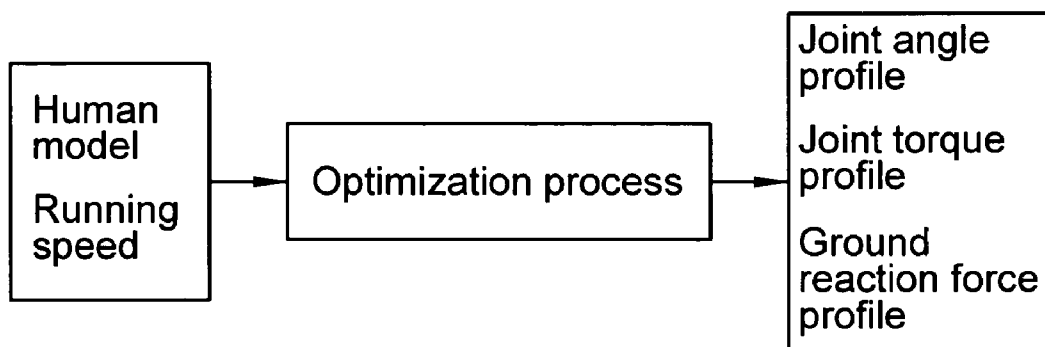 Human
model
Running
speed
Optimization process
Joint angle
profile
Joint torque
profile
Ground
reaction force
profile